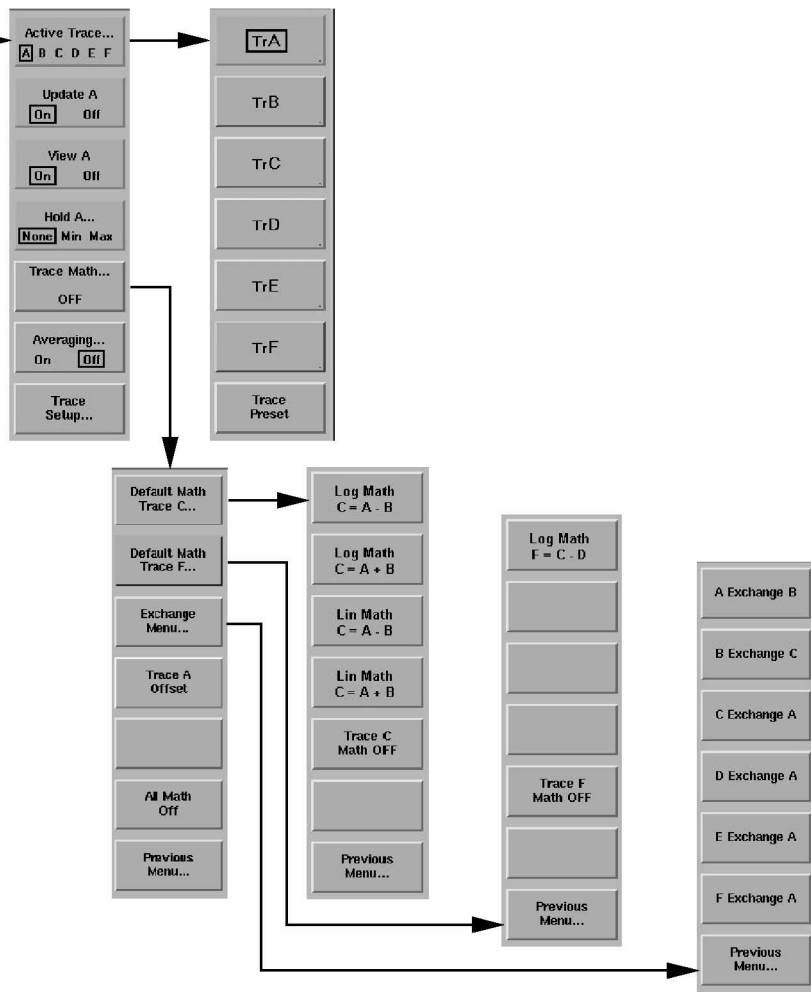 Active Trace...
A B C D E F
Update A
On Off
View A
On Off
Hold A...
None Min Max
Trace Math...
OFF
Averaging...
On Off
Trace
Setup...
TrA
TrB
TrC
TrD
TrE
TrF
Trace
Preset
Default Math
Trace C...
Default Math
Trace F...
Exchange
Menu...
Trace A
Offset
All Math
Off
Previous
Menu...
Log Math
C = A - B
Log Math
C = A + B
Lin Math
C = A - B
Lin Math
C = A + B
Trace C
Math OFF
Previous
Menu...
Log Math
F = C - D
Trace F
Math OFF
Previous
Menu...
A Exchange B
B Exchange C
C Exchange A
D Exchange A
E Exchange A
F Exchange A
Previous
Menu...